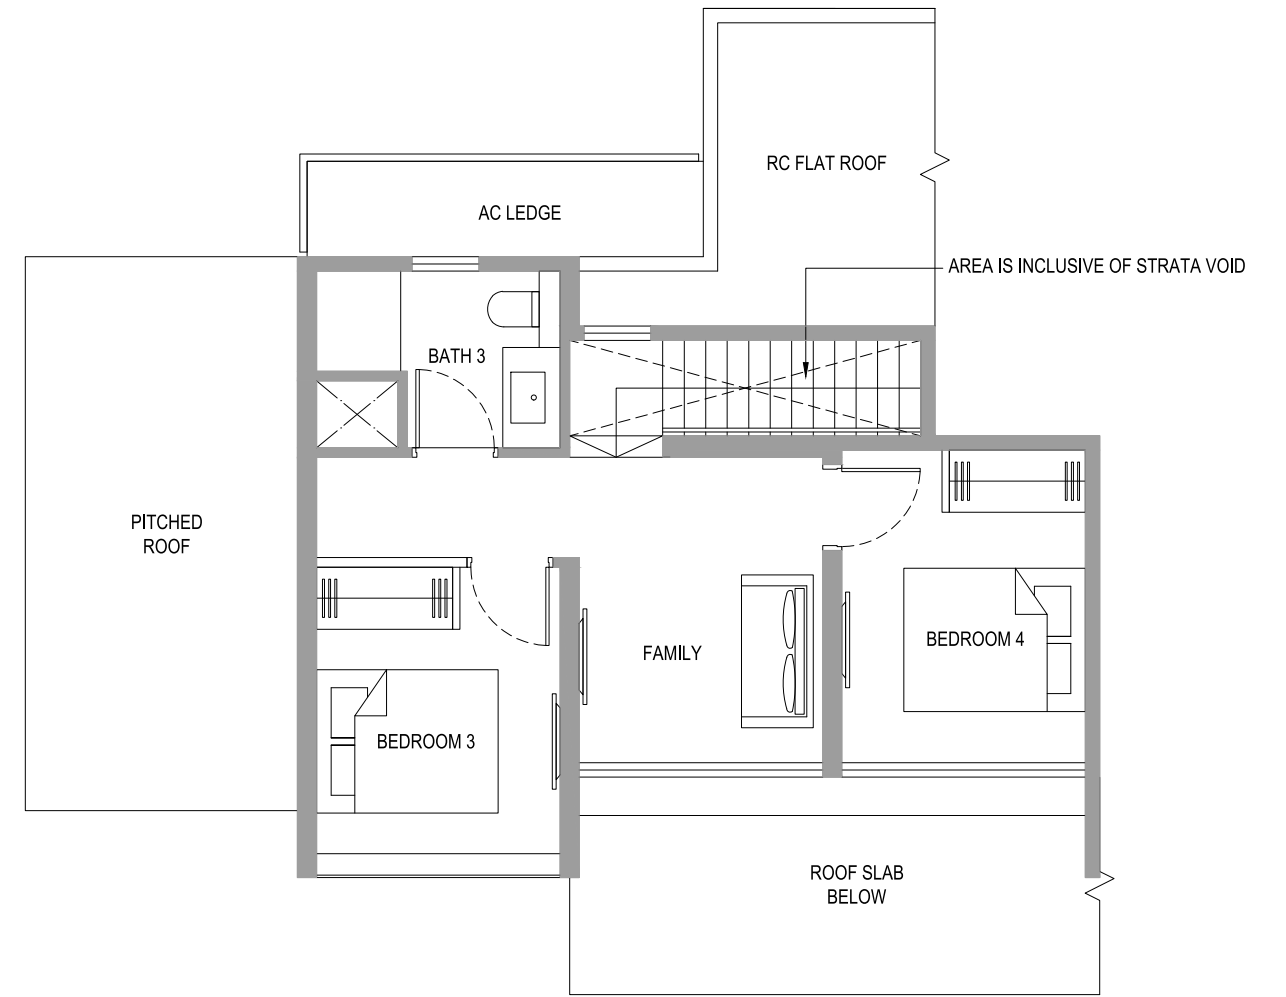 RC FLAT ROOF
AC LEDGE
AREA IS INCLUSIVE OF STRATA VOID
BATH 3
PITCHED
ROOF
FAMILY
BEDROOM 4
BEDROOM 3
ROOF SLAB
BELOW